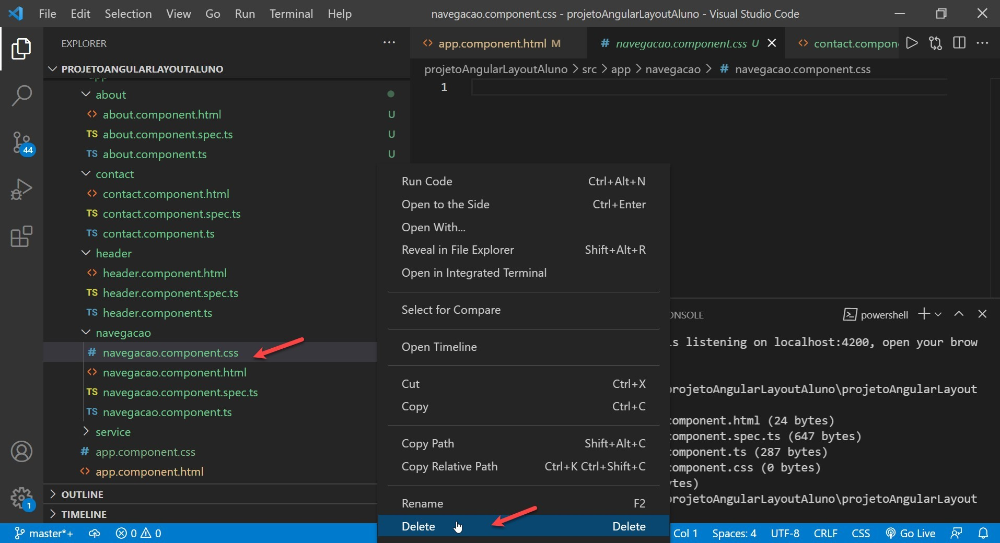 File Edit Selection View Go Run Terminal Help navegacao.component.css - projetoAngularLayoutAluno - Visual Studio Code
EXPLORER ...
PROJETOANGULARLAYOUTALUNO
about
<> about.component.html U
TS about.component.spec.ts U
TS about.component.ts U
contact
<> contact.component.html
TS contact.component.spec.ts
TS contact.component.ts
header
<> header.component.html
TS header.component.spec.ts
TS header.component.ts
navegacao
# navegacao.component.css
<> navegacao.component.html
TS navegacao.component.spec.ts
TS navegacao.component.ts
service
# app.component.css
<> app.component.html
OUTLINE
TIMELINE
44
1
<> app.component.html M # navegacao.component.css U <> contact.compon
projetoAngularLayoutAluno > src > app > navegacao > # navegacao.component.css
1
Run Code Ctrl+Alt+N
Open to the Side Ctrl+Enter
Open With...
Reveal in File Explorer Shift+Alt+R
Open in Integrated Terminal
Select for Compare
Open Timeline
Cut Ctrl+X
Copy Ctrl+C
Copy Path Shift+Alt+C
Copy Relative Path Ctrl+K Ctrl+Shift+C
Rename F2
Delete Delete
ONSOLE powershell
s listening on localhost:4200, open your brow
rojetoAngularLayoutAluno\projetoAngularLayout
omponent.html (24 bytes)
omponent.spec.ts (647 bytes)
omponent.ts (287 bytes)
omponent.css (0 bytes)
tes)
rojetoAngularLayoutAluno\projetoAngularLayout
master*+ 0 0 Col 1 Spaces: 4 UTF-8 CRLF CSS Go Live